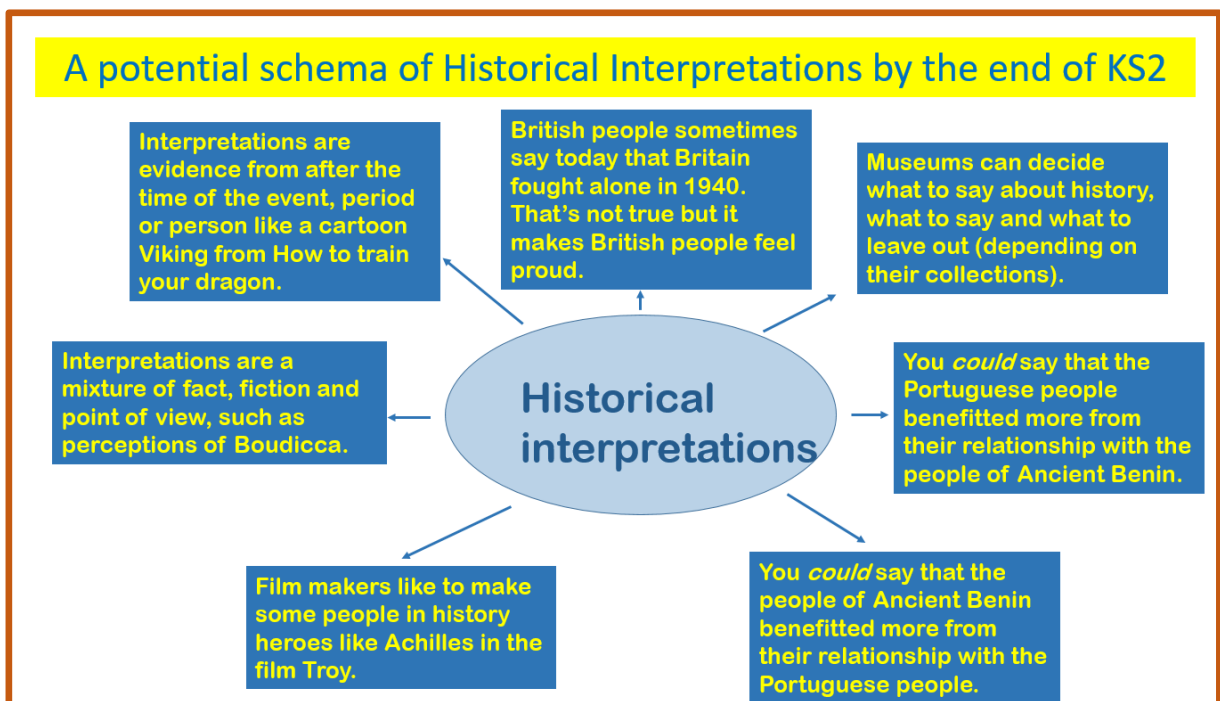 A potential schema of Historical Interpretations by the end of KS2
Interpretations are
evidence from after the
time of the event, period
or person like a cartoon
Viking from How to train
your dragon.
British people sometimes
say today that Britain
fought alone in 1940.
That's not true but it
makes British people feel
proud.
Museums can decide
what to say about history,
what to say and what to
leave out (depending on
their collections).
Interpretations are a
mixture of fact, fiction and
point of view, such as
perceptions of Boudicca.
Historical
interpretations
You could say that the
Portuguese people
benefitted more from
their relationship with the
people of Ancient Benin.
Film makers like to make
some people in history
heroes like Achilles in the
film Troy.
You could say that the
people of Ancient Benin
benefitted more from
their relationship with the
Portuguese people.